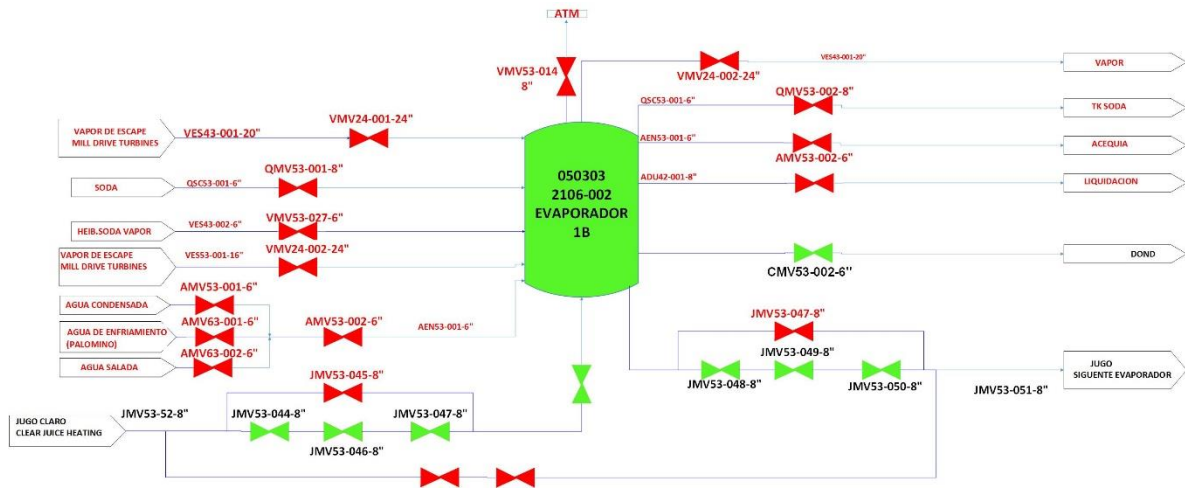 ATM
VMV53-014
8"
VMV24-002-24"
VES43-001-20"
VAPOR
QSC53-001-6"
QMV53-002-8"
TK SODA
AEN53-001-6"
AMV53-002-6"
ACEQUIA
ADU42-001-8"
LIQUIDACION
CMV53-002-6"
DOND
VAPOR DE ESCAPE
MILL DRIVE TURBINES
VES43-001-20"
VMV24-001-24"
SODA
QSC53-001-6"
QMV53-001-8"
HEIB.SODA VAPOR
VES43-002-6"
VMV53-027-6"
VAPOR DE ESCAPE
MILL DRIVE TURBINES
VES53-001-16"
VMV24-002-24"
050303
2106-002
EVAPORADOR
1B
AGUA CONDENSADA
AMV53-001-6"
AGUA DE ENFRIAMIENTO
(PALOMINO)
AMV63-001-6"
AMV53-002-6"
AEN53-001-6"
AGUA SALADA
AMV63-002-6"
JMV53-047-8"
JMV53-049-8"
JMV53-048-8"
JMV53-050-8"
JMV53-051-8"
JUGO
SIGUENTE EVAPORADOR
JMV53-045-8"
JUGO CLARO
CLEAR JUICE HEATING
JMV53-52-8"
JMV53-044-8"
JMV53-047-8"
JMV53-046-8"